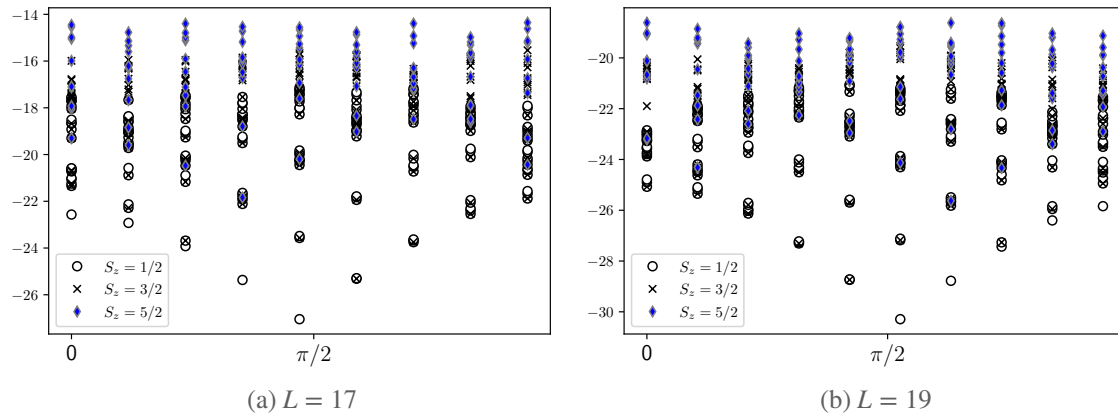 −14
−16
−18
−20
−22
−24
−26
S_z = 1/2
S_z = 3/2
S_z = 5/2
0
π/2
(a) L = 17
−20
−22
−24
−26
−28
−30
S_z = 1/2
S_z = 3/2
S_z = 5/2
0
π/2
(b) L = 19